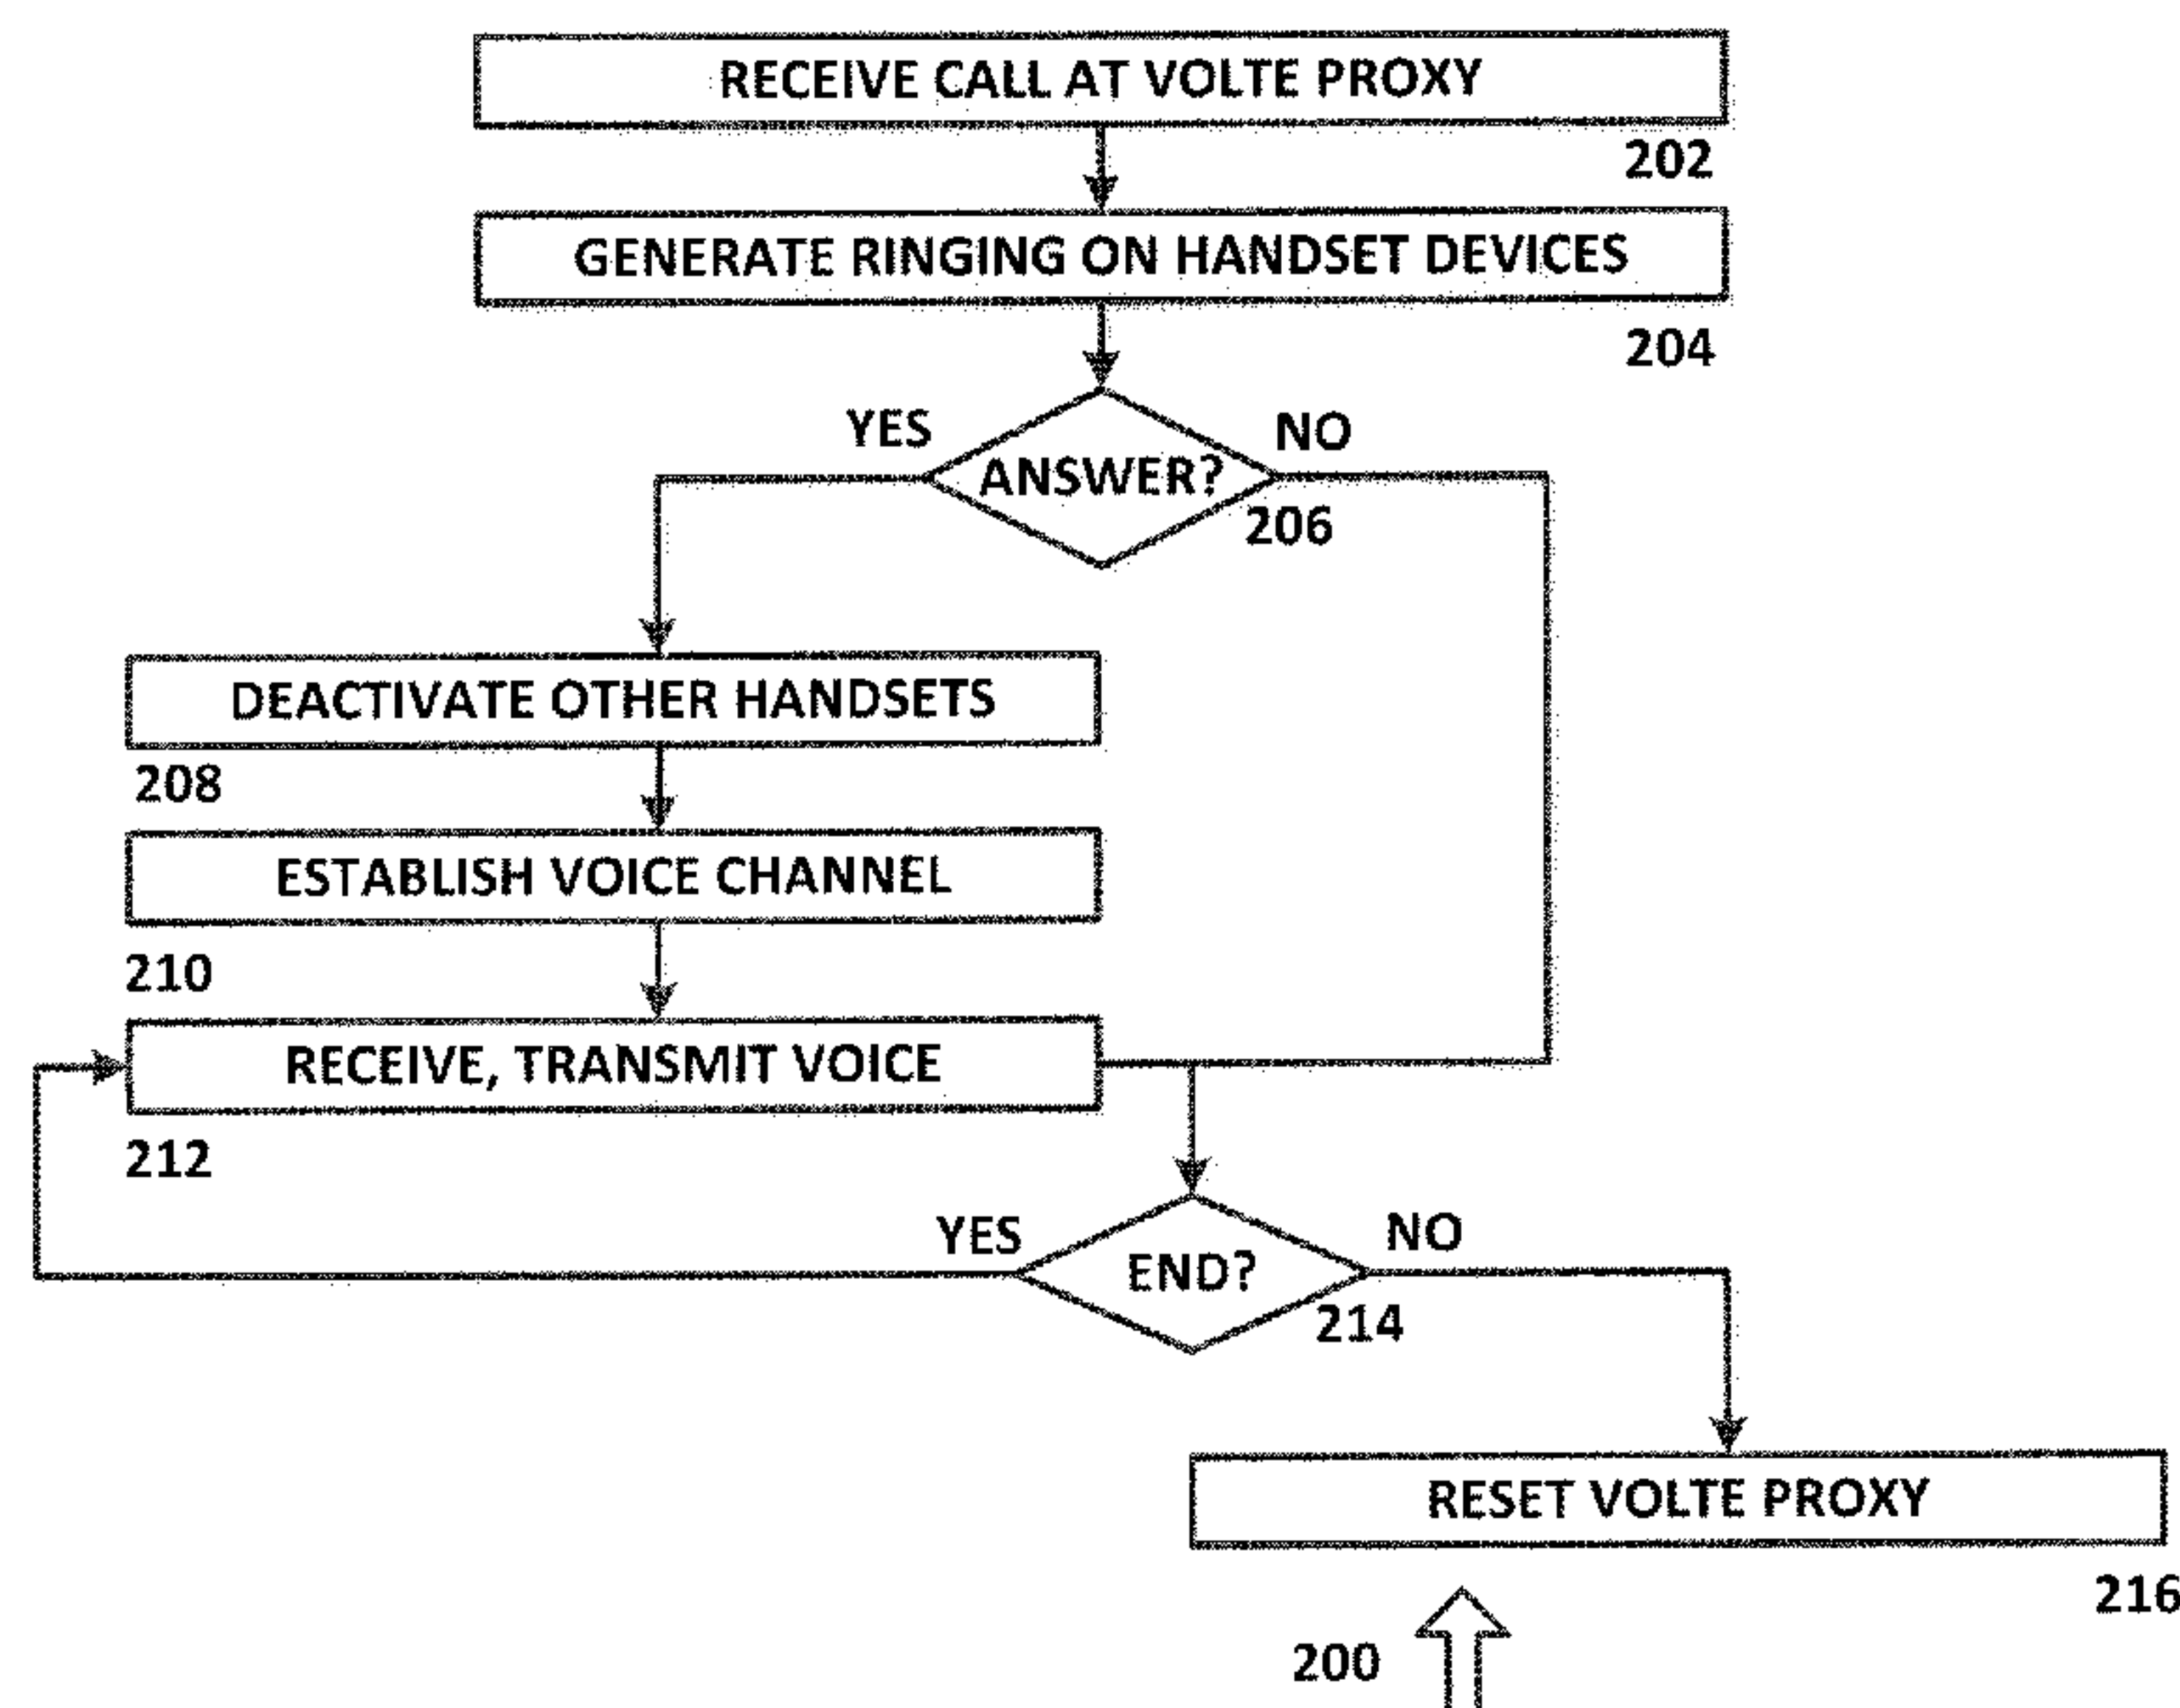 RECEIVE CALL AT VOLTE PROXY
202
GENERATE RINGING ON HANDSET DEVICES
204
YES
NO
ANSWER?
206
DEACTIVATE OTHER HANDSETS
208
ESTABLISH VOICE CHANNEL
210
RECEIVE, TRANSMIT VOICE
212
YES
NO
END?
214
RESET VOLTE PROXY
216
200